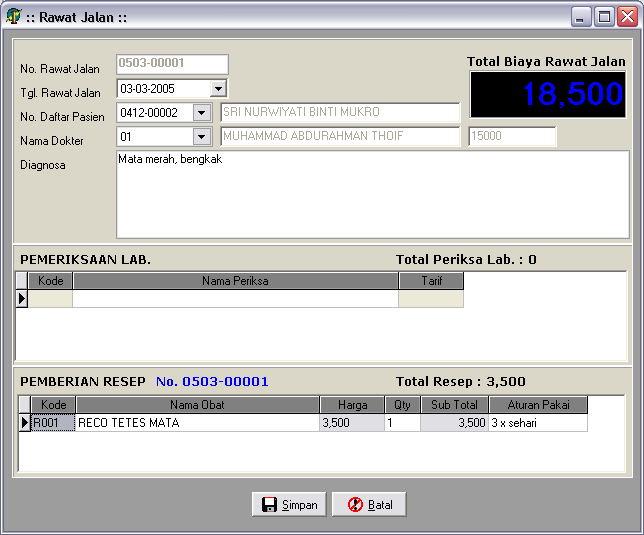 :: Rawat Jalan ::
No. Rawat Jalan 0503-00001
Total Biaya Rawat Jalan
Tgl. Rawat Jalan 03-03-2005
18,500
No. Daftar Pasien 0412-00002 SRI NURWIYATI BINTI MUKRO
Nama Dokter 01 MUHAMMAD ABDURAHMAN THOIF 15000
Diagnosa Mata merah, bengkak
PEMERIKSAAN LAB. Total Periksa Lab. : 0
Kode Nama Periksa Tarif
PEMBERIAN RESEP No. 0503-00001 Total Resep : 3,500
Kode Nama Obat Harga Qty Sub Total Aturan Pakai
R001 RECO TETES MATA 3,500 1 3,500 3 x sehari
Simpan Batal